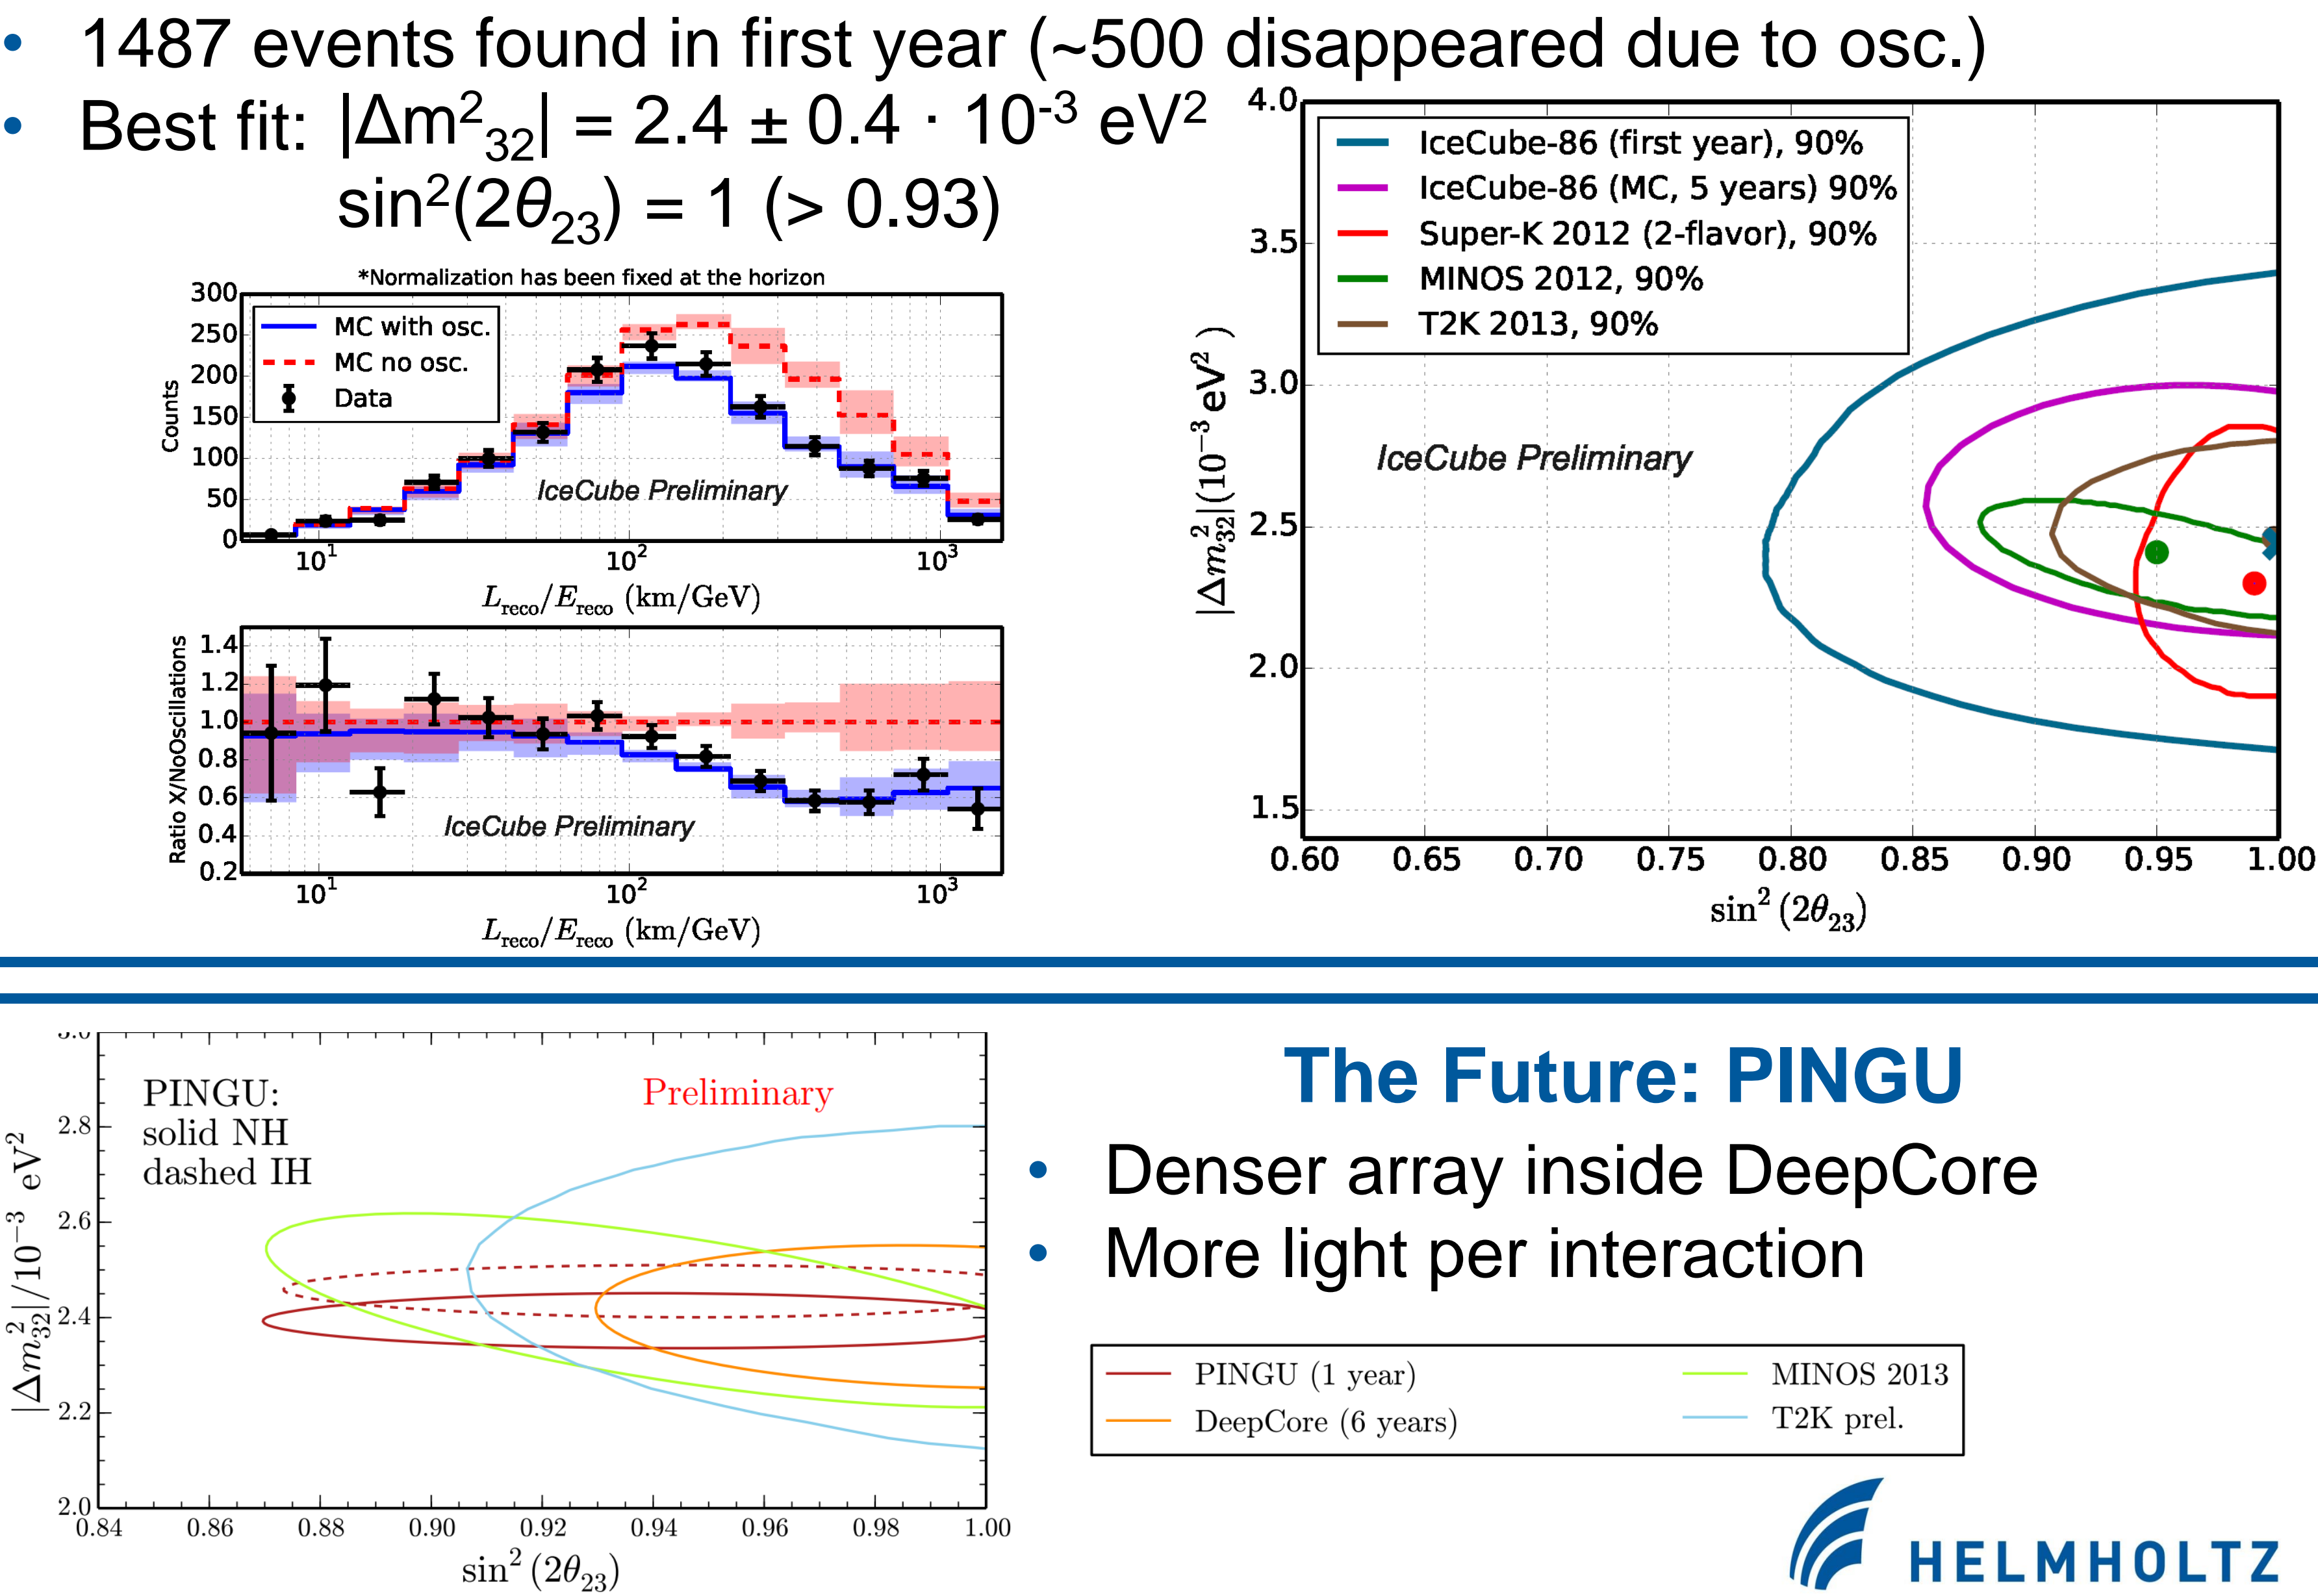 • 1487 events found in first year (~500 disappeared due to osc.)
• Best fit: |Δm²₃₂| = 2.4 ± 0.4 · 10⁻³ eV²
sin²(2θ₂₃) = 1 (> 0.93)
*Normalization has been fixed at the horizon
300
250
200
150
100
50
0
Counts
MC with osc.
MC no osc.
Data
IceCube Preliminary
10¹ 10² 10³
L_reco/E_reco (km/GeV)
1.4
1.2
1.0
0.8
0.6
0.4
0.2
Ratio X/NoOscillations
IceCube Preliminary
10¹ 10² 10³
L_reco/E_reco (km/GeV)
4.0
3.5
3.0
2.5
2.0
1.5
|Δm²₃₂|(10⁻³ eV²)
IceCube-86 (first year), 90%
IceCube-86 (MC, 5 years) 90%
Super-K 2012 (2-flavor), 90%
MINOS 2012, 90%
T2K 2013, 90%
IceCube Preliminary
0.60 0.65 0.70 0.75 0.80 0.85 0.90 0.95 1.00
sin² (2θ₂₃)
3.0
2.8
2.6
2.4
2.2
2.0
|Δm²₃₂|/10⁻³ eV²
PINGU:
solid NH
dashed IH
Preliminary
0.84 0.86 0.88 0.90 0.92 0.94 0.96 0.98 1.00
sin² (2θ₂₃)
The Future: PINGU
• Denser array inside DeepCore
• More light per interaction
PINGU (1 year)
DeepCore (6 years)
MINOS 2013
T2K prel.
HELMHOLTZ